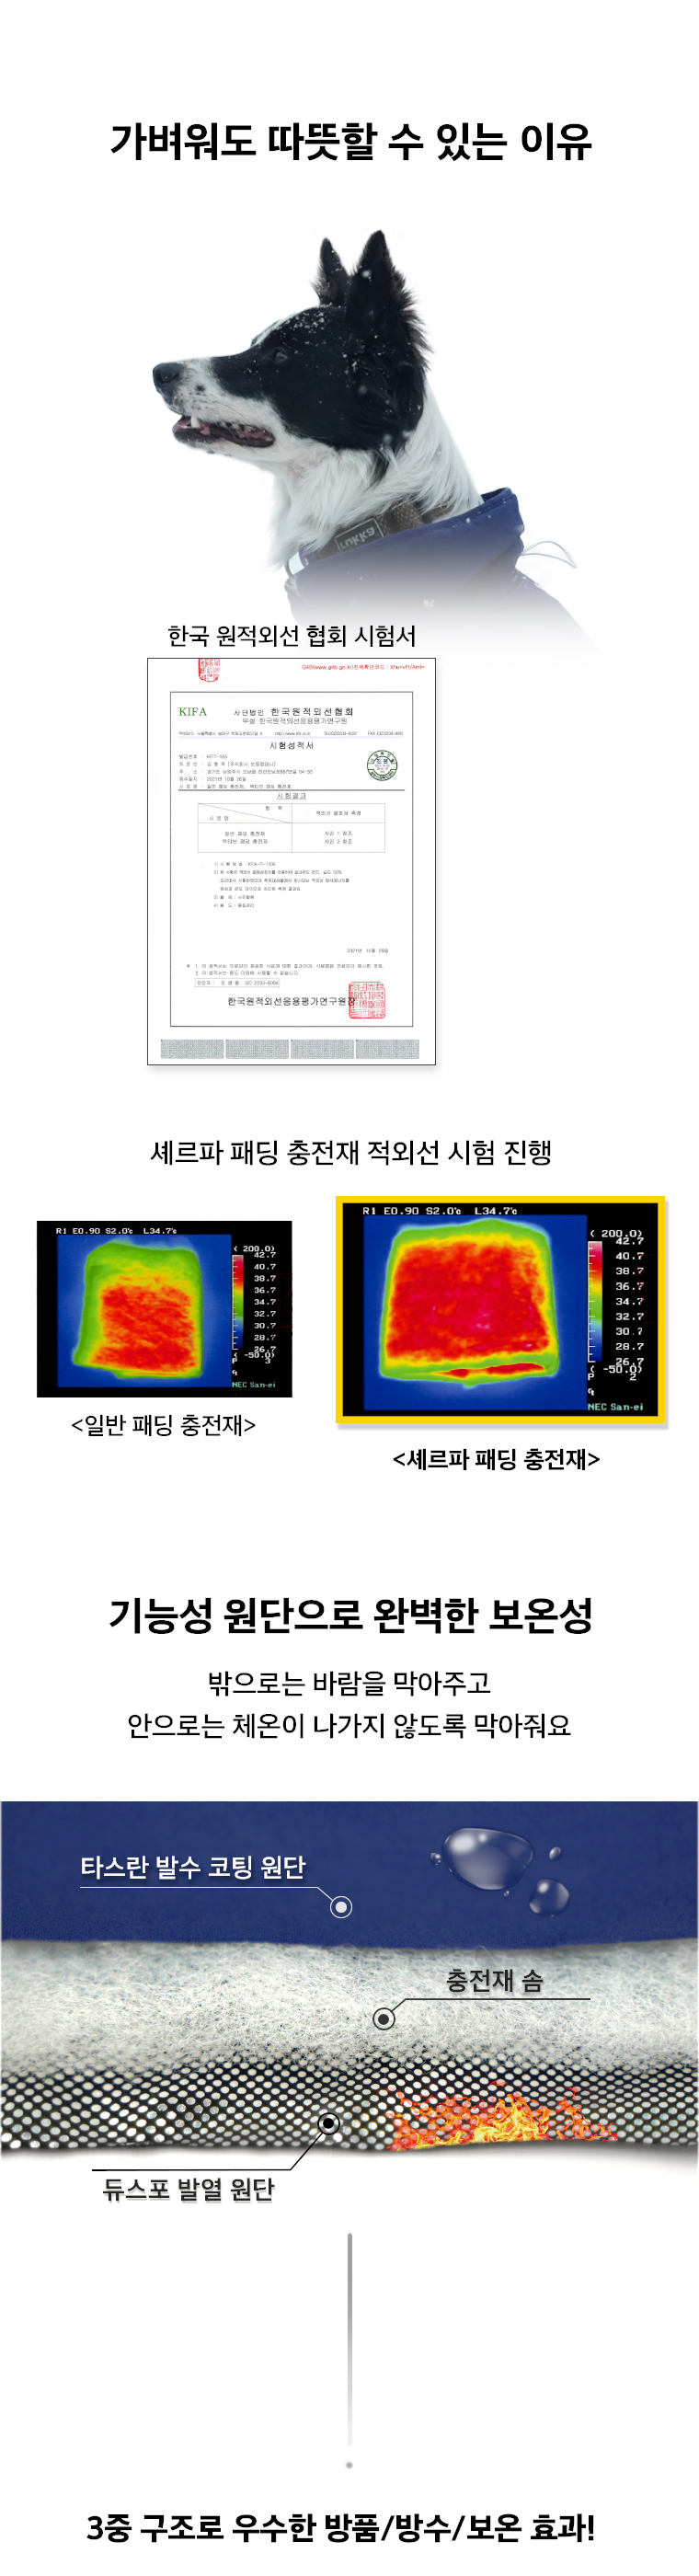 가벼워도 따뜻할 수 있는 이유
rukka
한국 원적외선 협회 시험서
KIFA 사단법인 한국원적외선협회
부설 한국원적외선응용평가연구원
시험성적서
시험결과
한국원적외선응용평가연구원장
셰르파 패딩 충전재 적외선 시험 진행
R1 E0.90 S2.0℃ L34.7℃
( 200.0)
42.7
40.7
38.7
36.7
34.7
32.7
30.7
28.7
26.7
( -50.0)
P 3
NEC San-ei
<일반 패딩 충전재>
R1 E0.90 S2.0℃ L34.7℃
( 200.0)
42.7
40.7
38.7
36.7
34.7
32.7
30.7
28.7
26.7
( -50.0)
P 2
NEC San-ei
<셰르파 패딩 충전재>
기능성 원단으로 완벽한 보온성
밖으로는 바람을 막아주고
안으로는 체온이 나가지 않도록 막아줘요
타스란 발수 코팅 원단
충전재 솜
듀스포 발열 원단
3중 구조로 우수한 방품/방수/보온 효과!